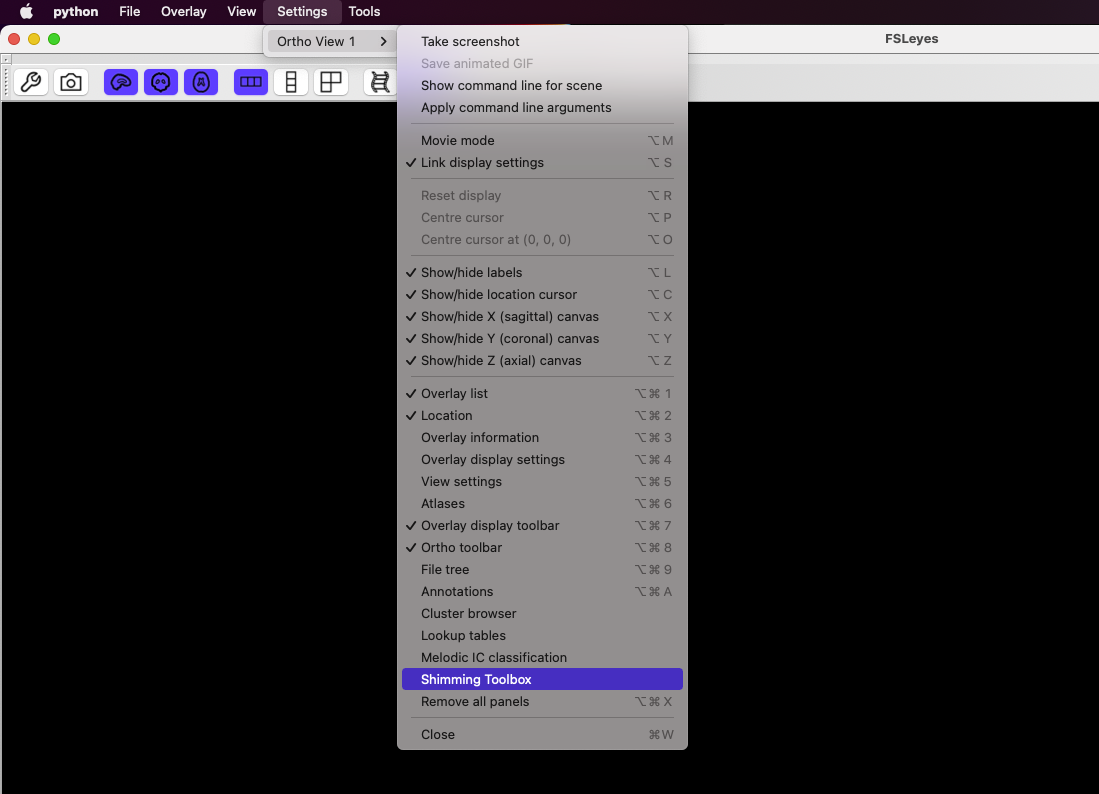 python File Overlay View Settings Tools
FSLeyes
Ortho View 1
Take screenshot
Save animated GIF
Show command line for scene
Apply command line arguments
Movie mode ⌥ M
✓ Link display settings ⌥ S
Reset display ⌥ R
Centre cursor ⌥ P
Centre cursor at (0, 0, 0) ⌥ O
✓ Show/hide labels ⌥ L
✓ Show/hide location cursor ⌥ C
✓ Show/hide X (sagittal) canvas ⌥ X
✓ Show/hide Y (coronal) canvas ⌥ Y
✓ Show/hide Z (axial) canvas ⌥ Z
✓ Overlay list ⌥⌘ 1
✓ Location ⌥⌘ 2
Overlay information ⌥⌘ 3
Overlay display settings ⌥⌘ 4
View settings ⌥⌘ 5
Atlases ⌥⌘ 6
✓ Overlay display toolbar ⌥⌘ 7
✓ Ortho toolbar ⌥⌘ 8
File tree ⌥⌘ 9
Annotations ⌥⌘ A
Cluster browser
Lookup tables
Melodic IC classification
Shimming Toolbox
Remove all panels ⌥⌘ X
Close ⌘W